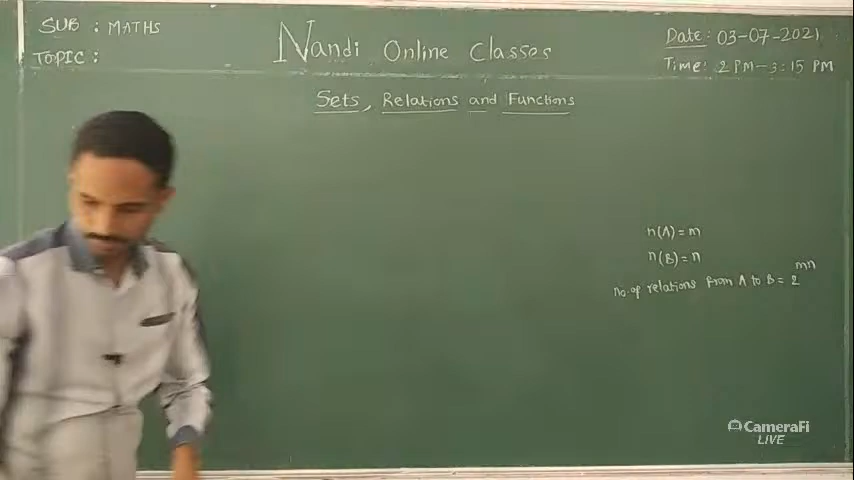 SUB : MATHS
TOPIC :
Nandi Online Classes
Date: 03-07-2021
Time: 2 PM-3:15 PM
Sets, Relations and Functions
n(A)=m
n(B)=n
no. of relations from A to B = 2^mn
CameraFi
LIVE